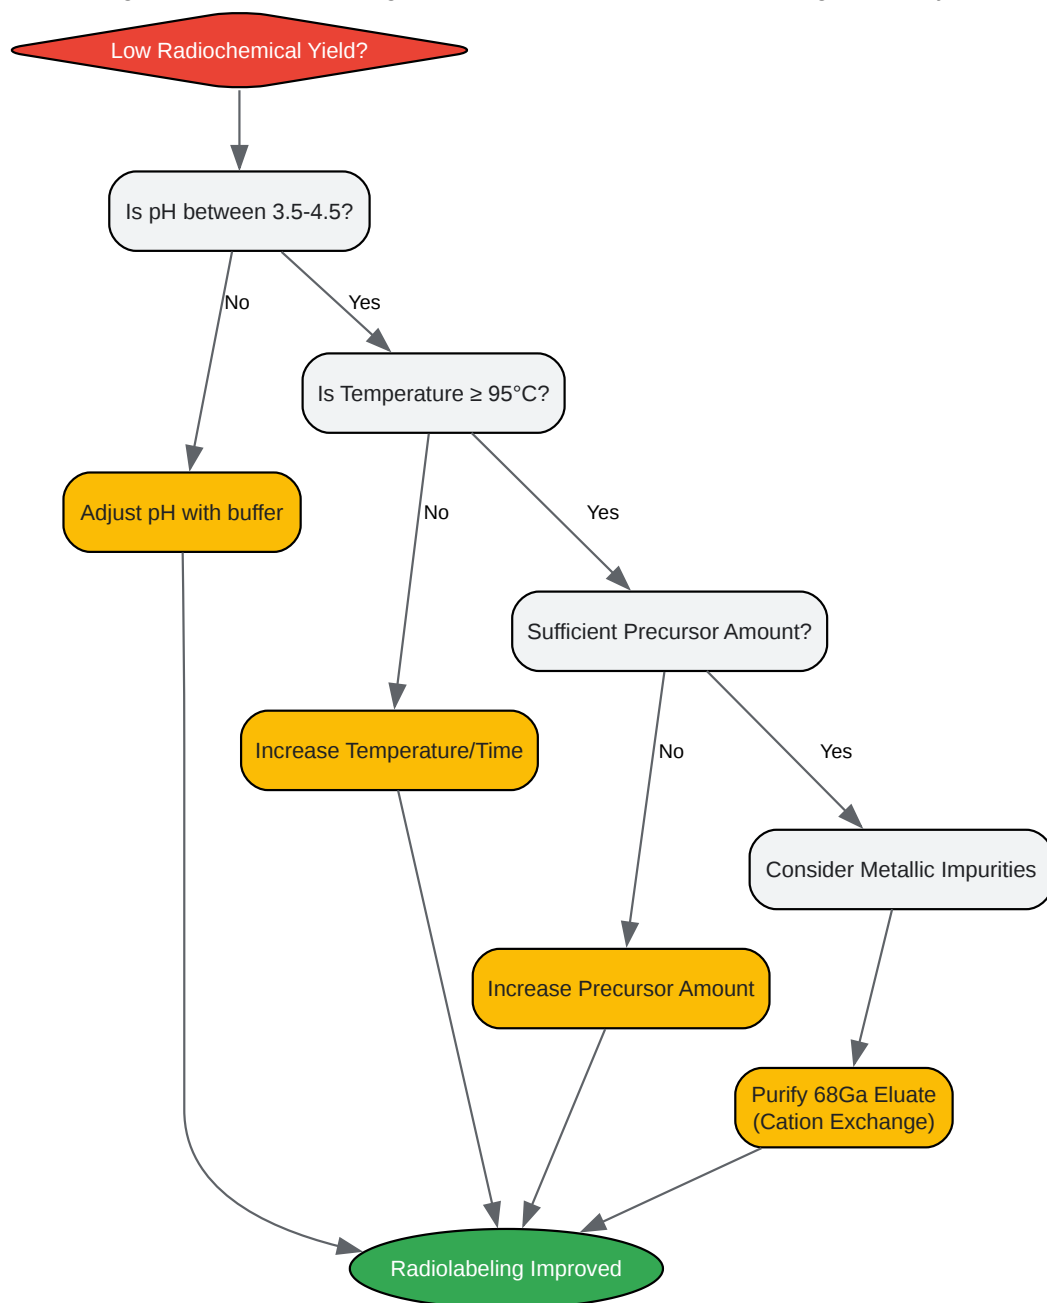 Low Radiochemical Yield?
Is pH between 3.5-4.5?
No
Yes
Is Temperature ≥ 95°C?
Adjust pH with buffer
No
Yes
Sufficient Precursor Amount?
Increase Temperature/Time
No
Yes
Consider Metallic Impurities
Increase Precursor Amount
Purify 68Ga Eluate
(Cation Exchange)
Radiolabeling Improved